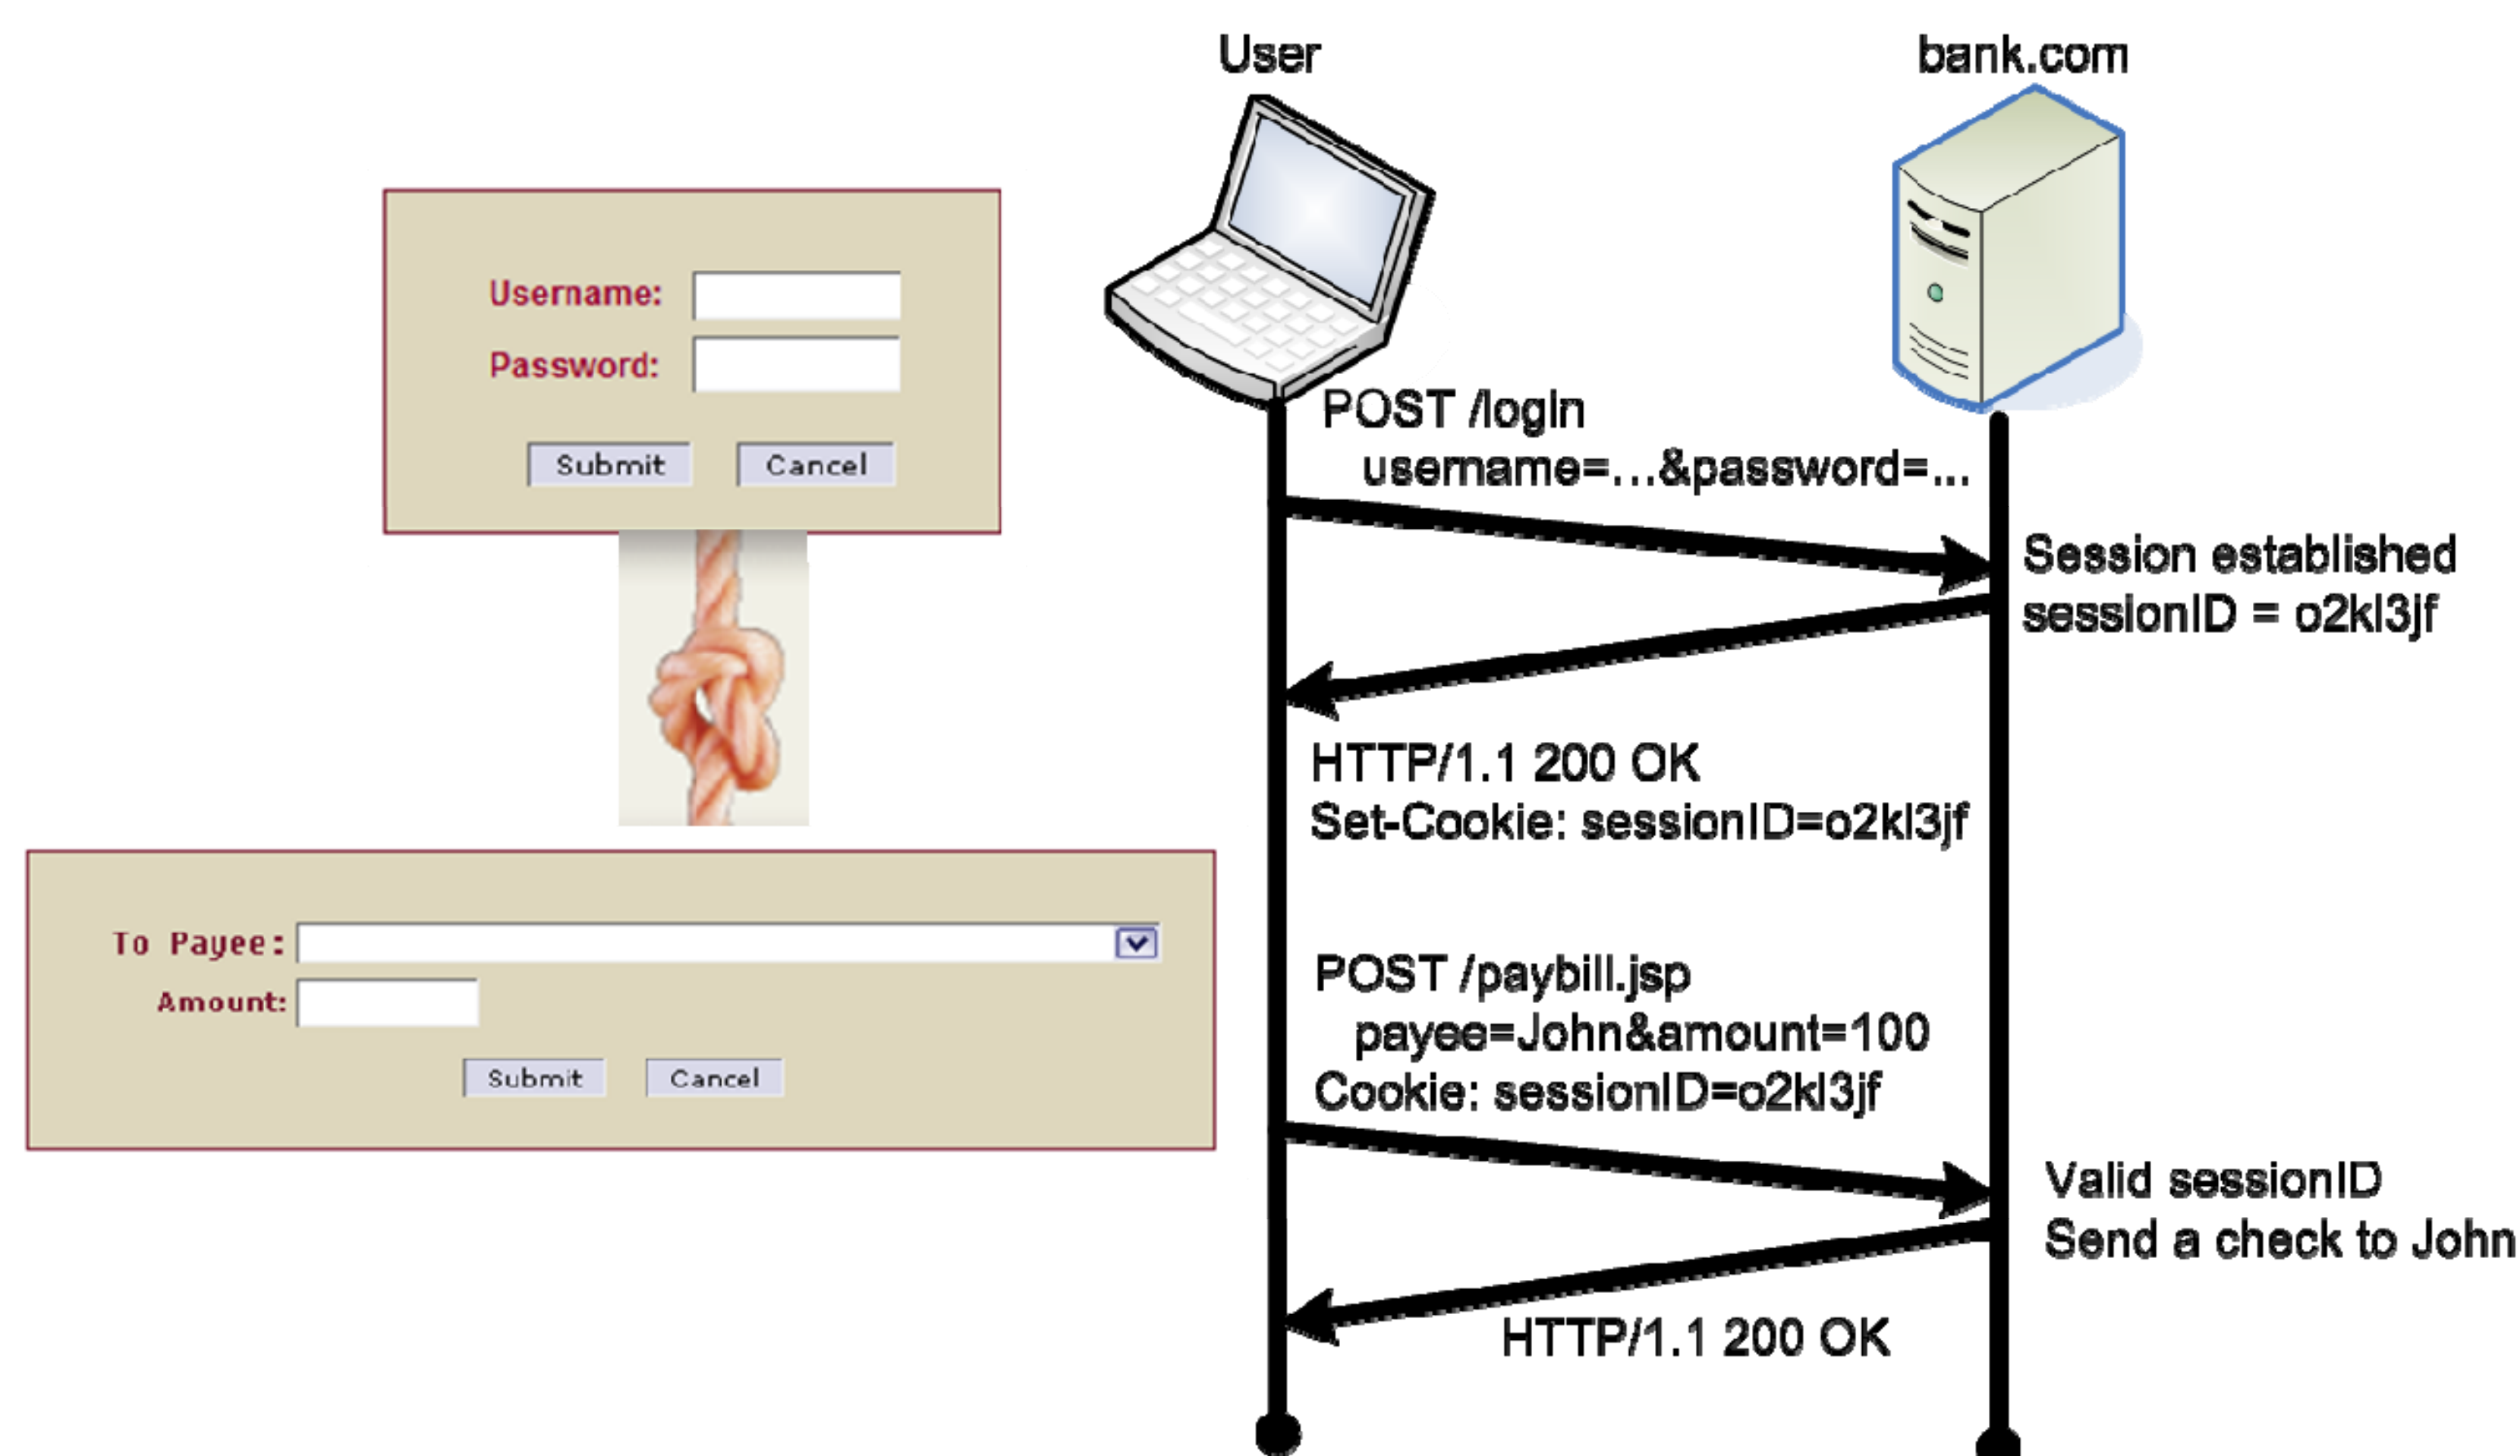 User
bank.com
Username:
Password:
Submit Cancel
POST /login
username=...&password=...
Session established
sessionID = o2kl3jf
HTTP/1.1 200 OK
Set-Cookie: sessionID=o2kl3jf
To Payee:
Amount:
Submit Cancel
POST /paybill.jsp
payee=John&amount=100
Cookie: sessionID=o2kl3jf
Valid sessionID
Send a check to John
HTTP/1.1 200 OK